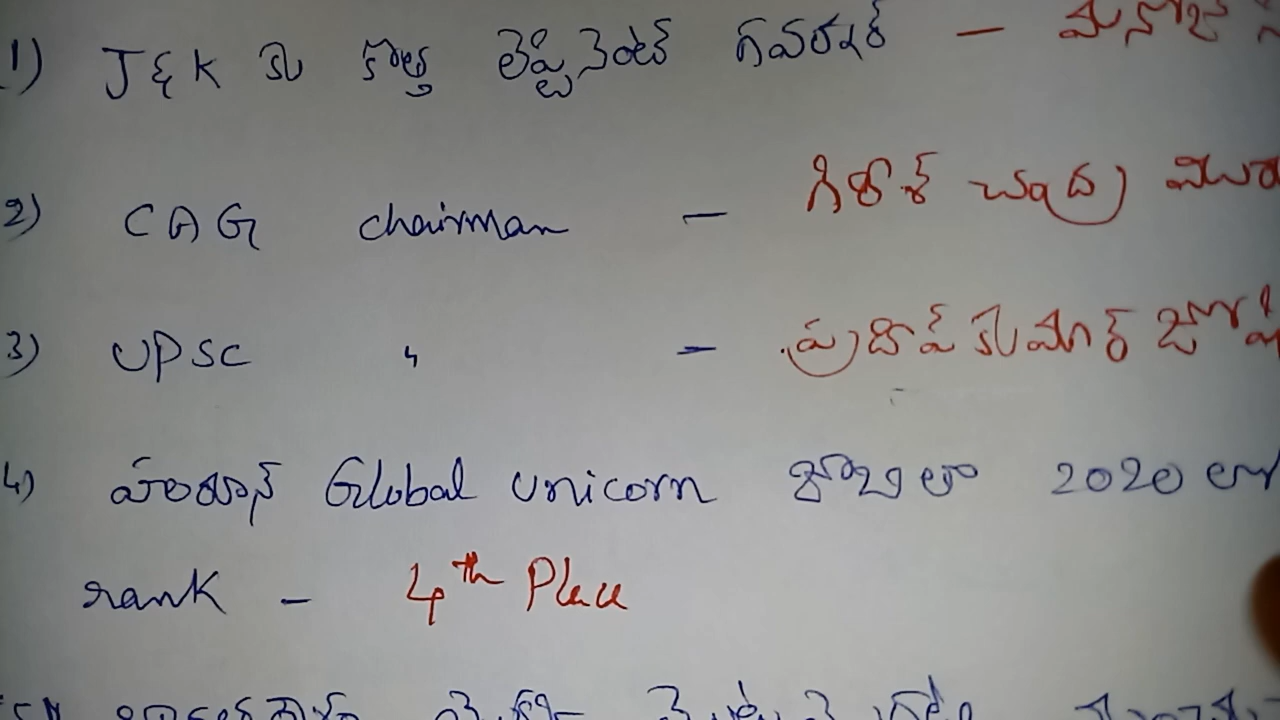 1) J&K కు కొత్త లెఫ్టినెంట్ గవర్నర్ - మనోజ్
2) CAG chairman - గిరీశ్ చంద్ర
3) UPSC " - ప్రదీప్ కుమార్ జోషి
4) హురున్ Global unicorn జాబితా 2020 లో
rank - 4th Place